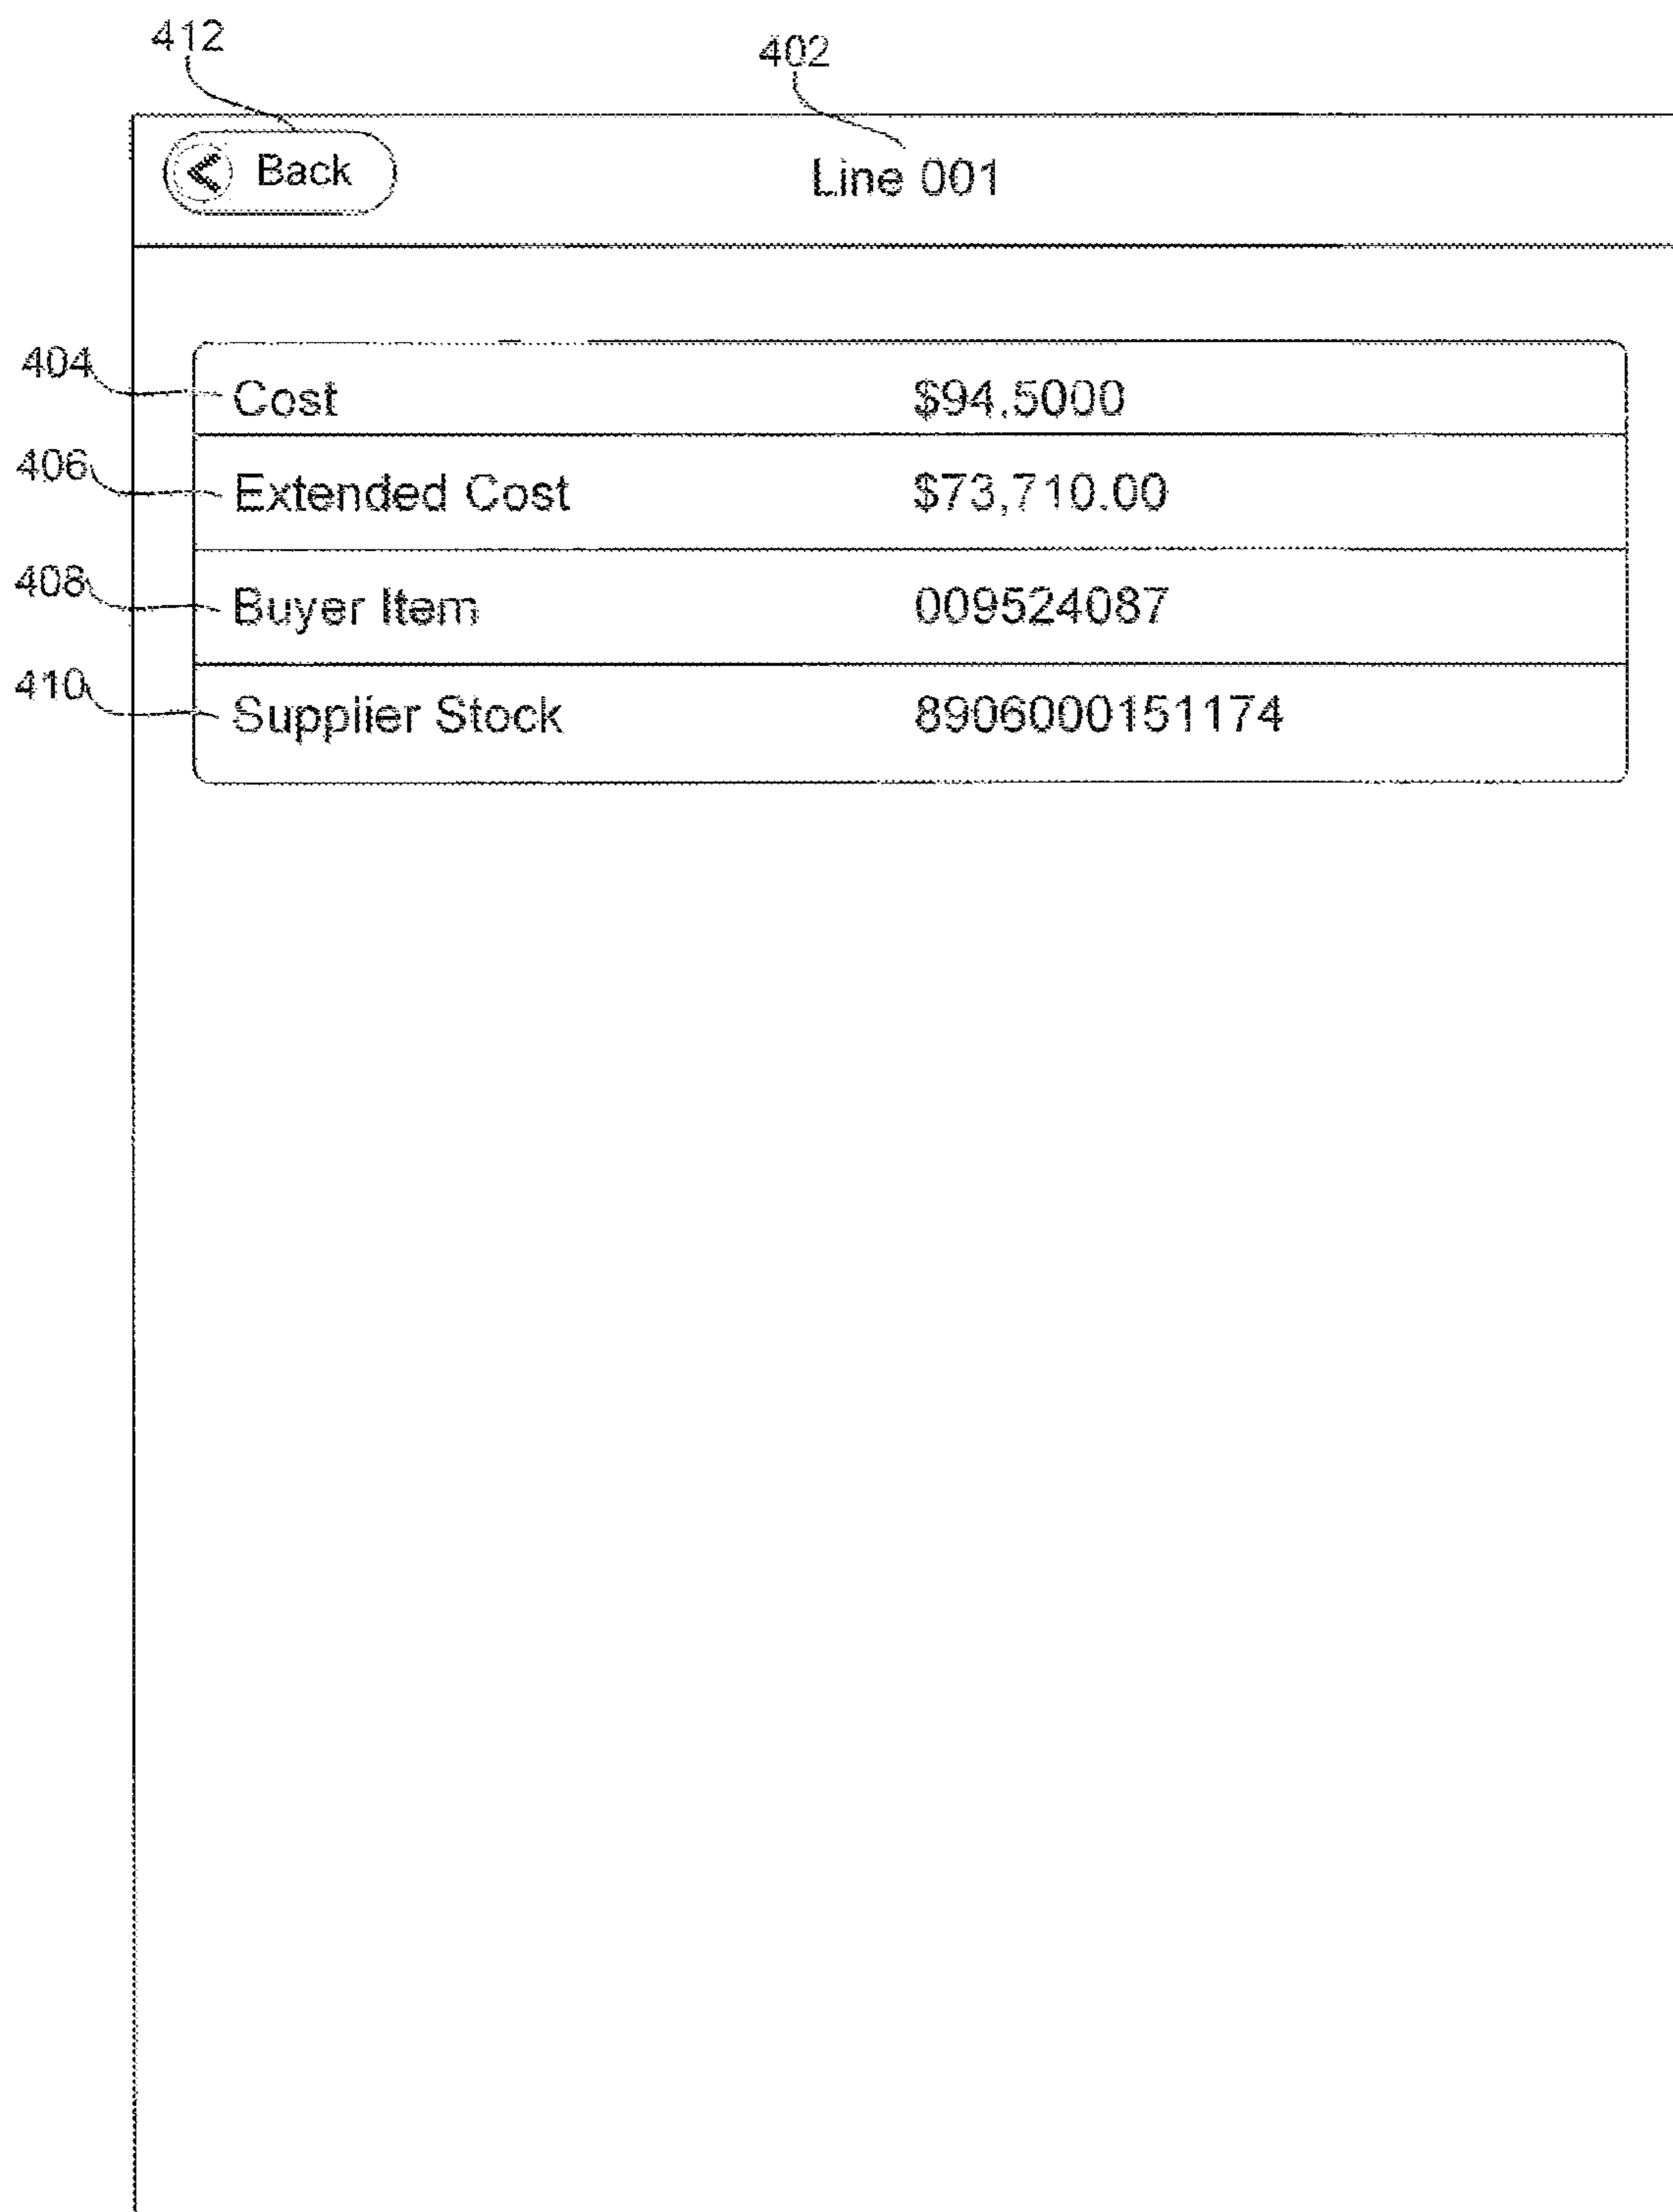 412
402
Back
Line 001
404 Cost $94.5000
406 Extended Cost $73,710.00
408 Buyer Item 009524087
410 Supplier Stock 8906000151174